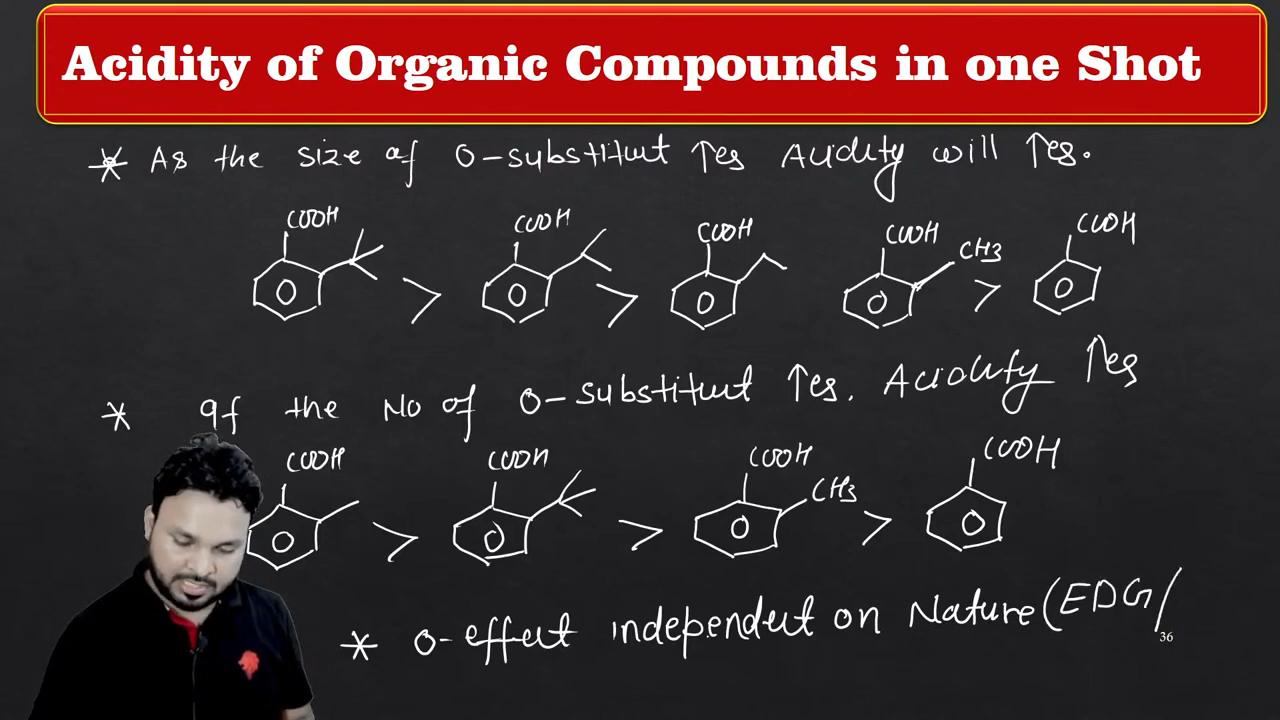 Acidity of Organic Compounds in one Shot
* As the size of o-substitut ↑es Acidity will ↑es.
COOH COOH COOH COOH CH3 COOH
> > >
* If the No of o-substitut ↑es. Acidity ↑es
COOH COOH COOH CH3 COOH
> > >
* o-effect independent on Nature (EDG/
36